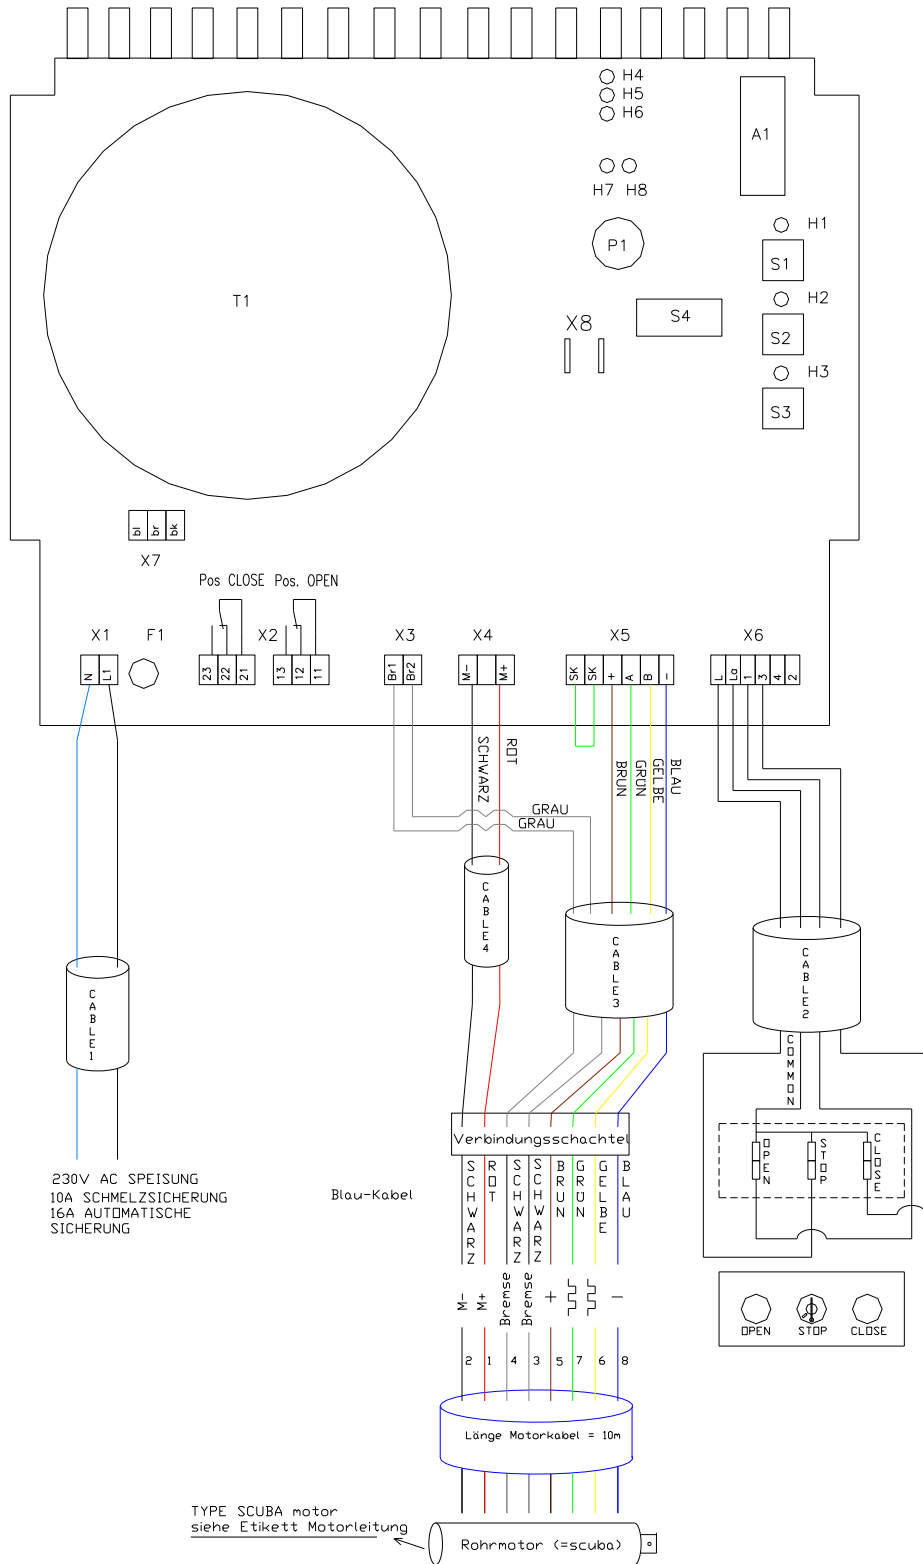 H4
H5
H6
A1
H7 H8
H1
P1
S1
T1
H2
X8
S4
S2
H3
S3
bl
br
bk
X7
Pos CLOSE Pos. OPEN
X1
F1
X2
X3
X4
X5
X6
N
L1
23
22
21
13
12
11
Br1
Br2
M-
M+
SK
SK
+
A
B
-
L
La
1
3
4
2
SCHWARZ
ROT
BRUN
GRÜN
GELBE
BLAU
GRAU
GRAU
CABLE4
CABLE3
CABLE2
CABLE1
COMMON
Verbindungsschachtel
OPEN
STOP
CLOSE
230V AC SPEISUNG
10A SCHMELZSICHERUNG
16A AUTOMATISCHE
SICHERUNG
Blau-Kabel
SCHWARZ
ROT
SCHWARZ
SCHWARZ
BRUN
GRÜN
GELBE
BLAU
M-
M+
Bremse
Bremse
+
-
OPEN
STOP
CLOSE
2
1
4
3
5
7
6
8
Länge Motorkabel = 10m
TYPE SCUBA motor
siehe Etikett Motorleitung
Rohrmotor (=scuba)